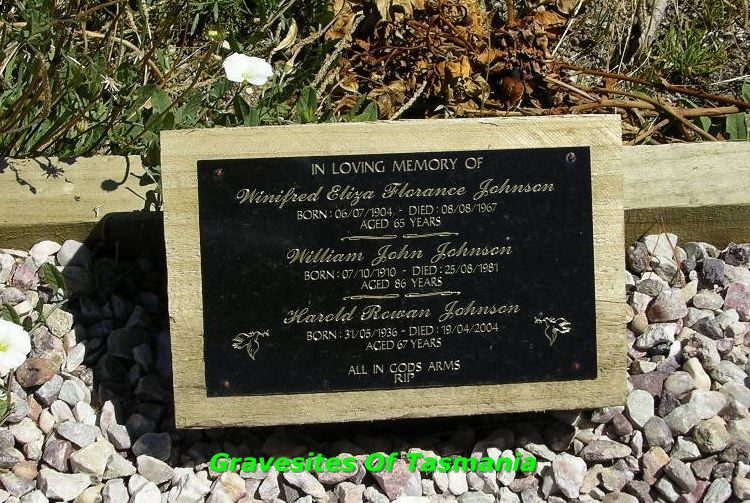 IN LOVING MEMORY OF
Winifred Eliza Florance Johnson
BORN: 06/07/1904 - DIED: 08/08/1967
AGED 65 YEARS
William John Johnson
BORN: 07/10/1910 - DIED: 25/08/1981
AGED 86 YEARS
Harold Rowan Johnson
BORN: 31/05/1936 - DIED: 19/04/2004
AGED 67 YEARS
ALL IN GODS ARMS
RIP
Gravesites Of Tasmania